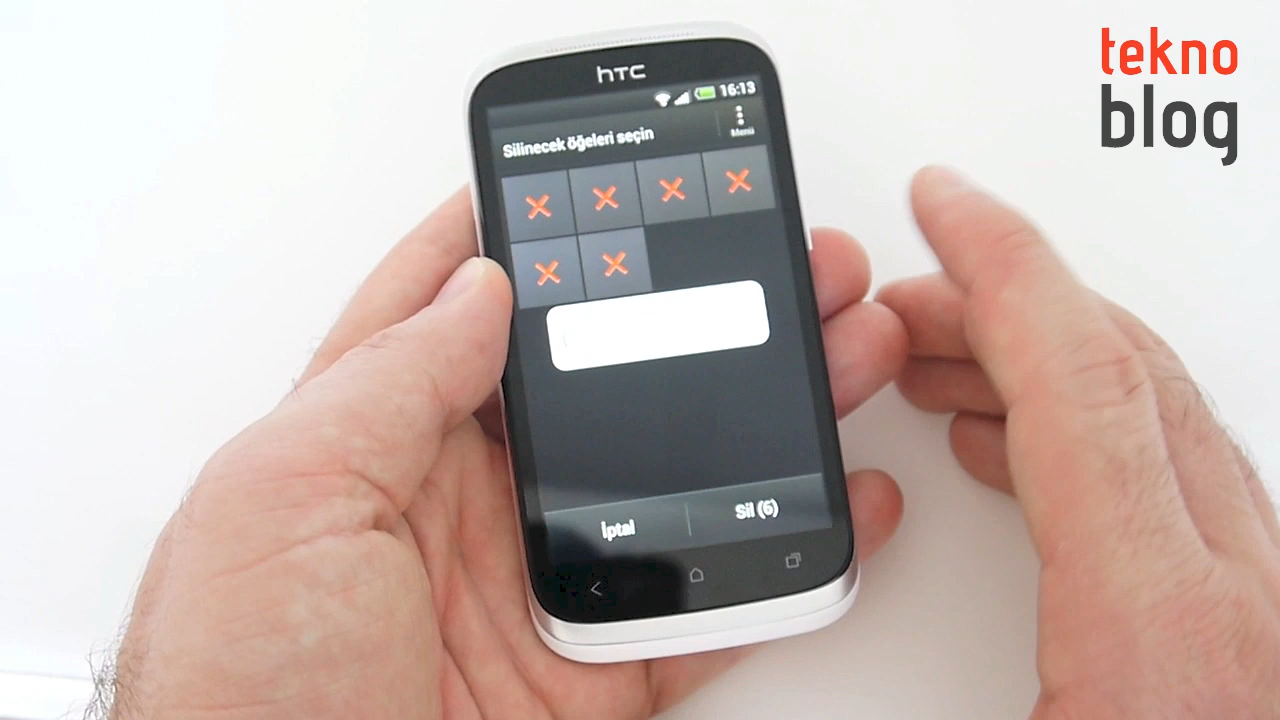 tekno
blog
hTC
16:13
Silinecek öğeleri seçin
Menü
İptal
Sil (6)